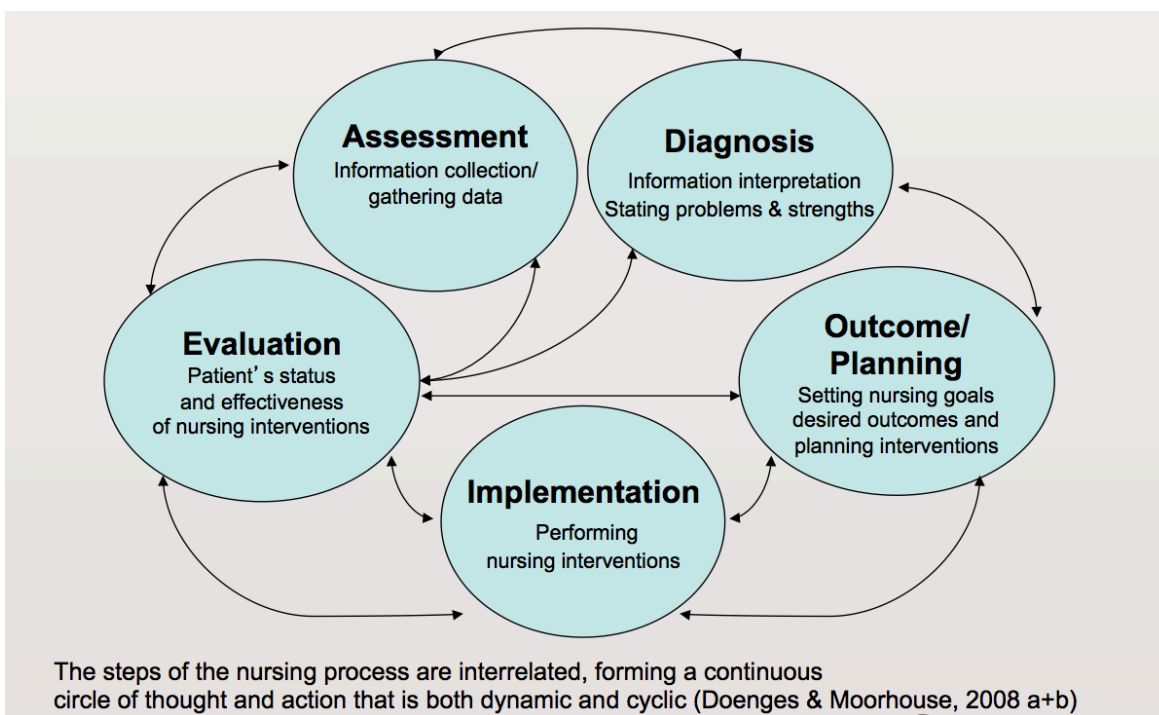 Assessment
Information collection/
gathering data
Diagnosis
Information interpretation
Stating problems & strengths
Evaluation
Patient’s status
and effectiveness
of nursing interventions
Outcome/
Planning
Setting nursing goals
desired outcomes and
planning interventions
Implementation
Performing
nursing interventions
The steps of the nursing process are interrelated, forming a continuous
circle of thought and action that is both dynamic and cyclic (Doenges & Moorhouse, 2008 a+b)